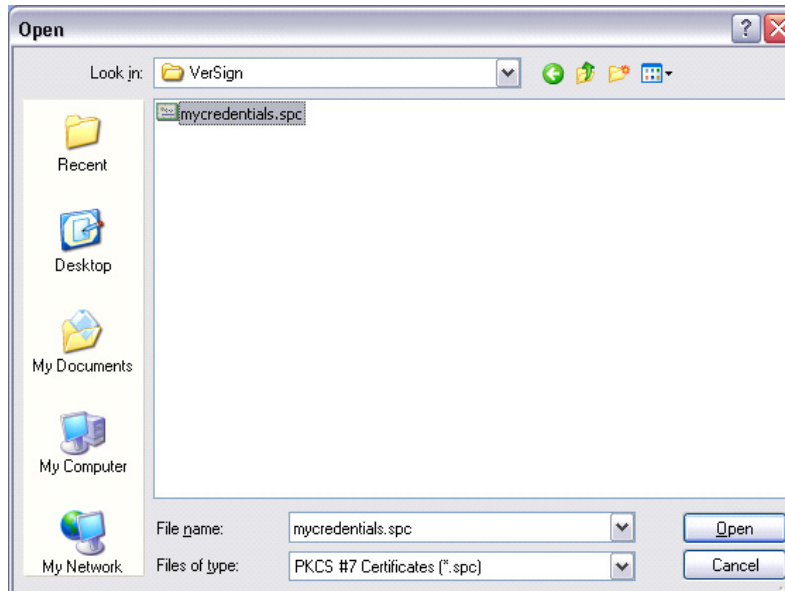 Open
Look in: VerSign
mycredentials.spc
Recent
Desktop
My Documents
My Computer
My Network
File name: mycredentials.spc Open
Files of type: PKCS #7 Certificates (*.spc) Cancel